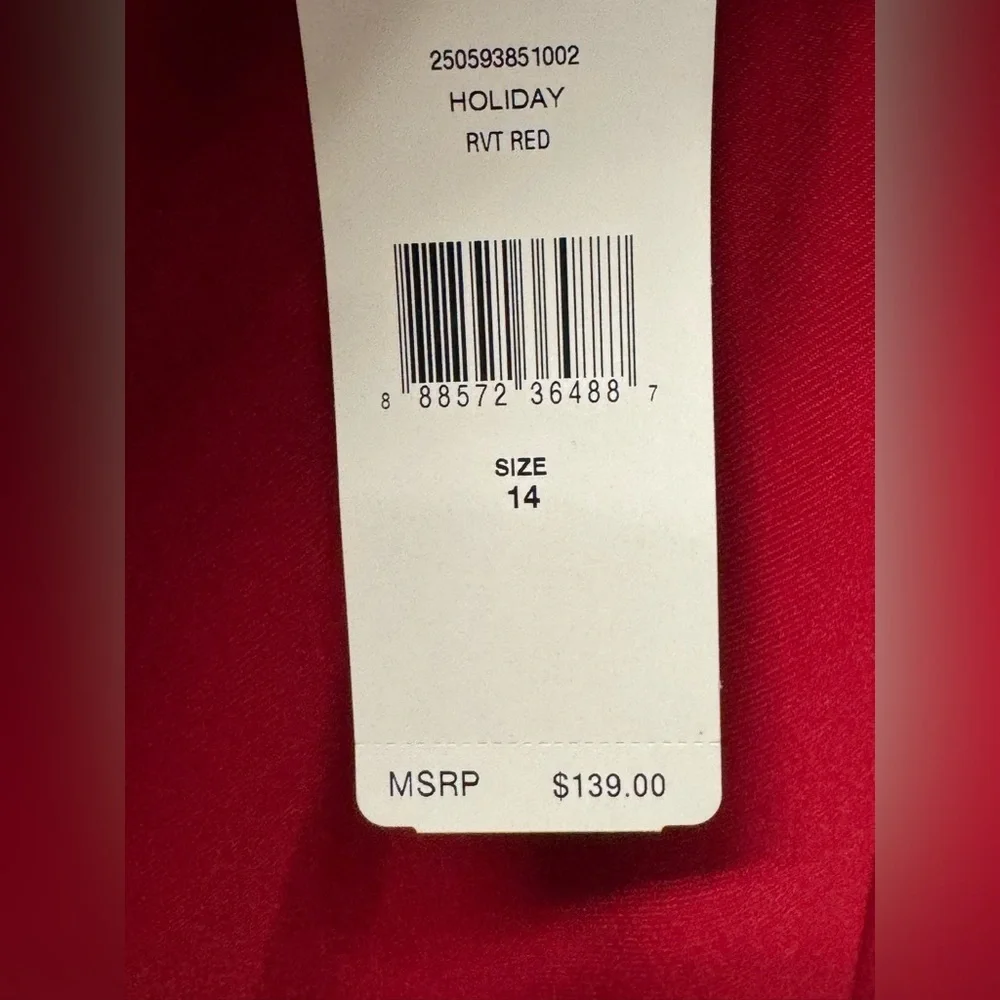 250593851002
HOLIDAY
RVT RED
8 88572 36488 7
SIZE
14
MSRP $139.00